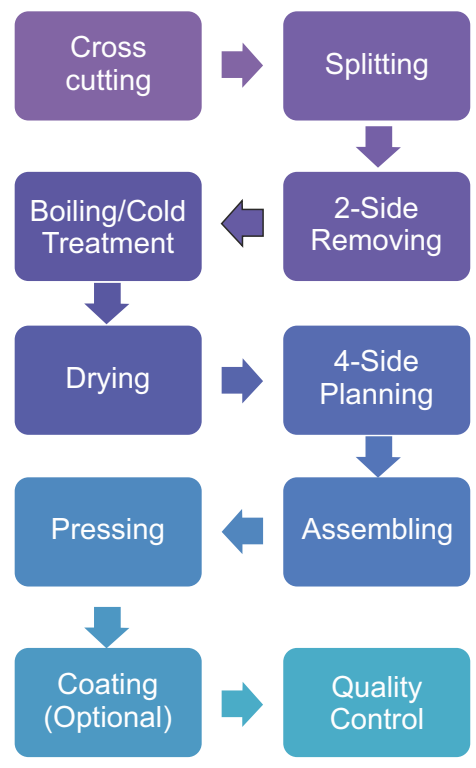 Cross
cutting
Splitting
2-Side
Removing
Boiling/Cold
Treatment
Drying
4-Side
Planning
Assembling
Pressing
Coating
(Optional)
Quality
Control